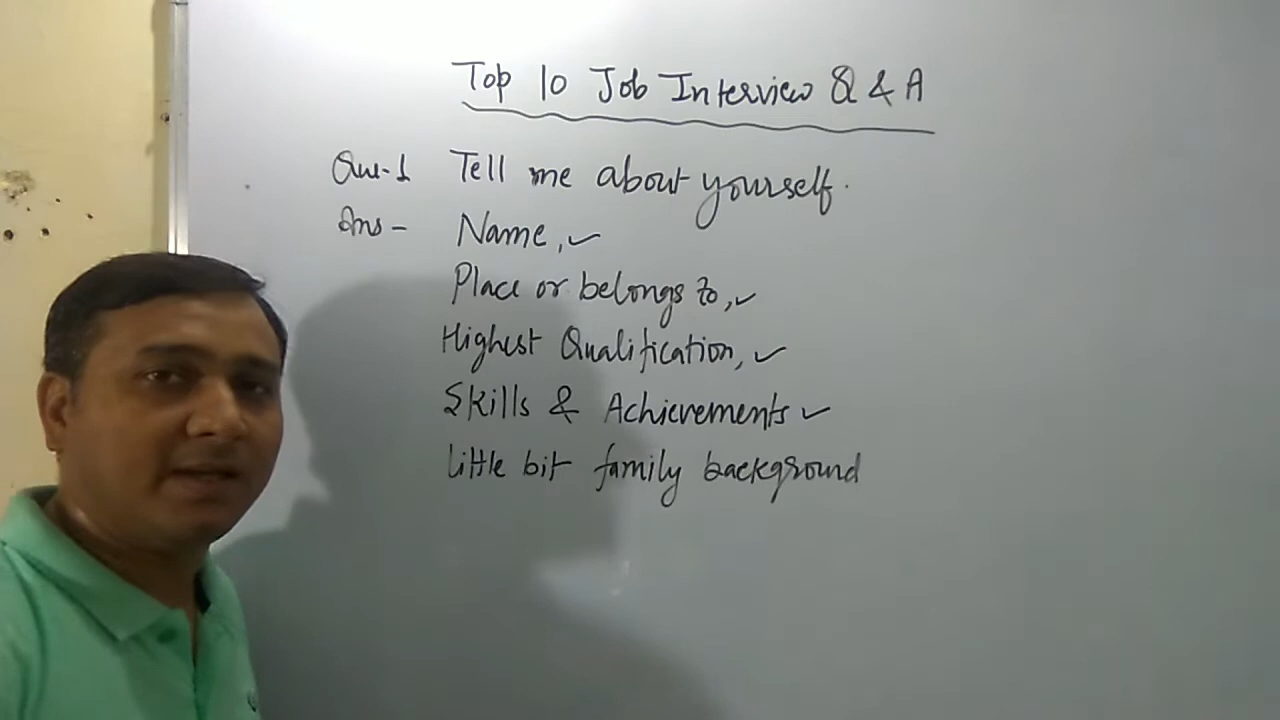 Top 10 Job Interview Q & A
Que-1 Tell me about yourself.
Ans - Name, ✓
Place or belongs to, ✓
Highest Qualification, ✓
Skills & Achievements ✓
little bit family background